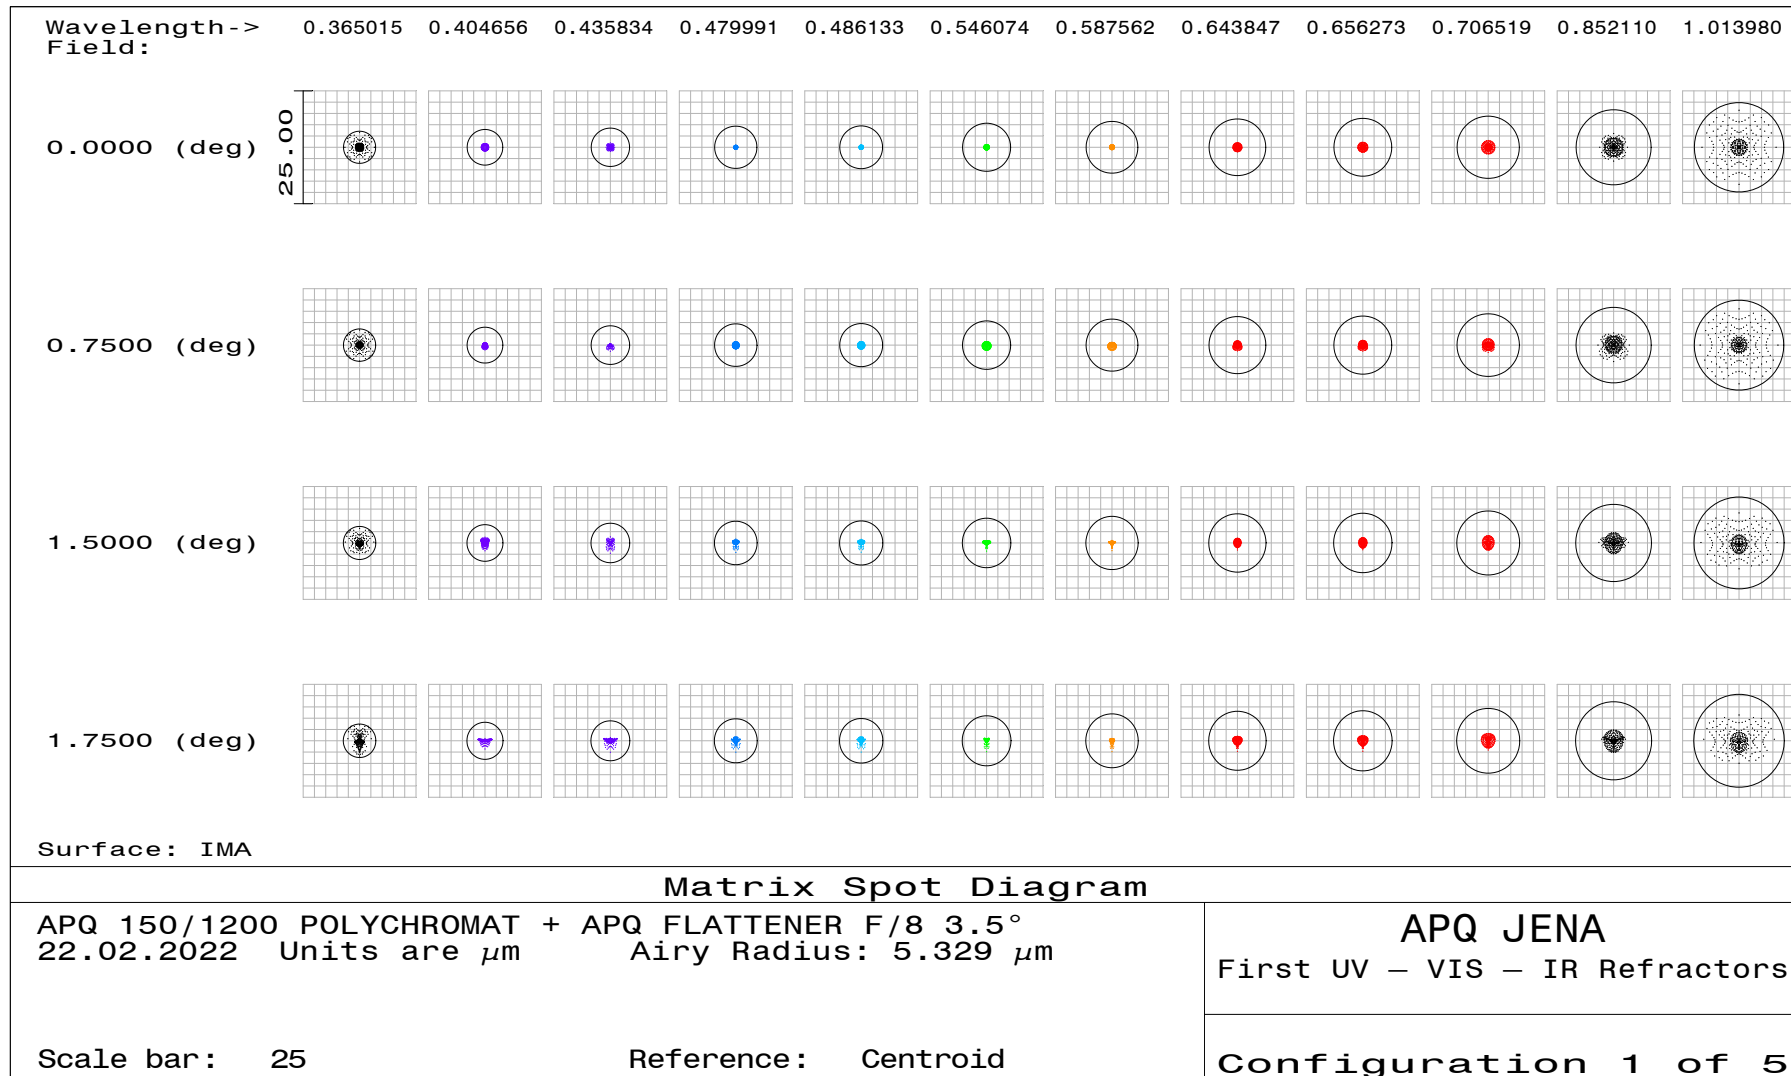 Wavelength-> 0.365015 0.404656 0.435834 0.479991 0.486133 0.546074 0.587562 0.643847 0.656273 0.706519 0.852110 1.013980
Field:
0.0000 (deg)
25.00
0.7500 (deg)
1.5000 (deg)
1.7500 (deg)
Surface: IMA
Matrix Spot Diagram
APQ 150/1200 POLYCHROMAT + APQ FLATTENER F/8 3.5°
22.02.2022 Units are µm Airy Radius: 5.329 µm
Scale bar: 25 Reference: Centroid
APQ JENA
First UV – VIS – IR Refractors
Configuration 1 of 5